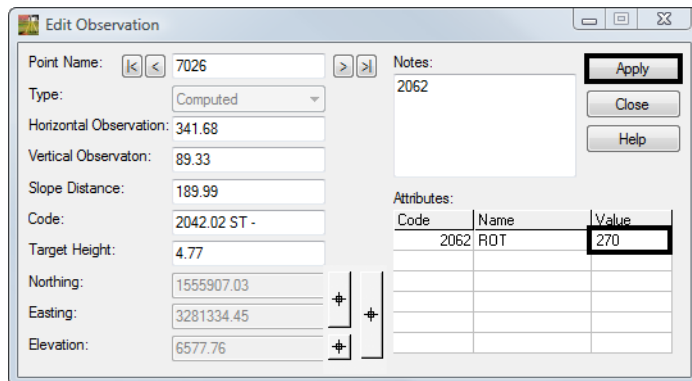 Edit Observation
Point Name: |< < 7026 > >|
Type: Computed
Horizontal Observation: 341.68
Vertical Observaton: 89.33
Slope Distance: 189.99
Code: 2042.02 ST -
Target Height: 4.77
Northing: 1555907.03
Easting: 3281334.45
Elevation: 6577.76
Notes:
2062
Apply
Close
Help
Attributes:
Code Name Value
2062 ROT 270